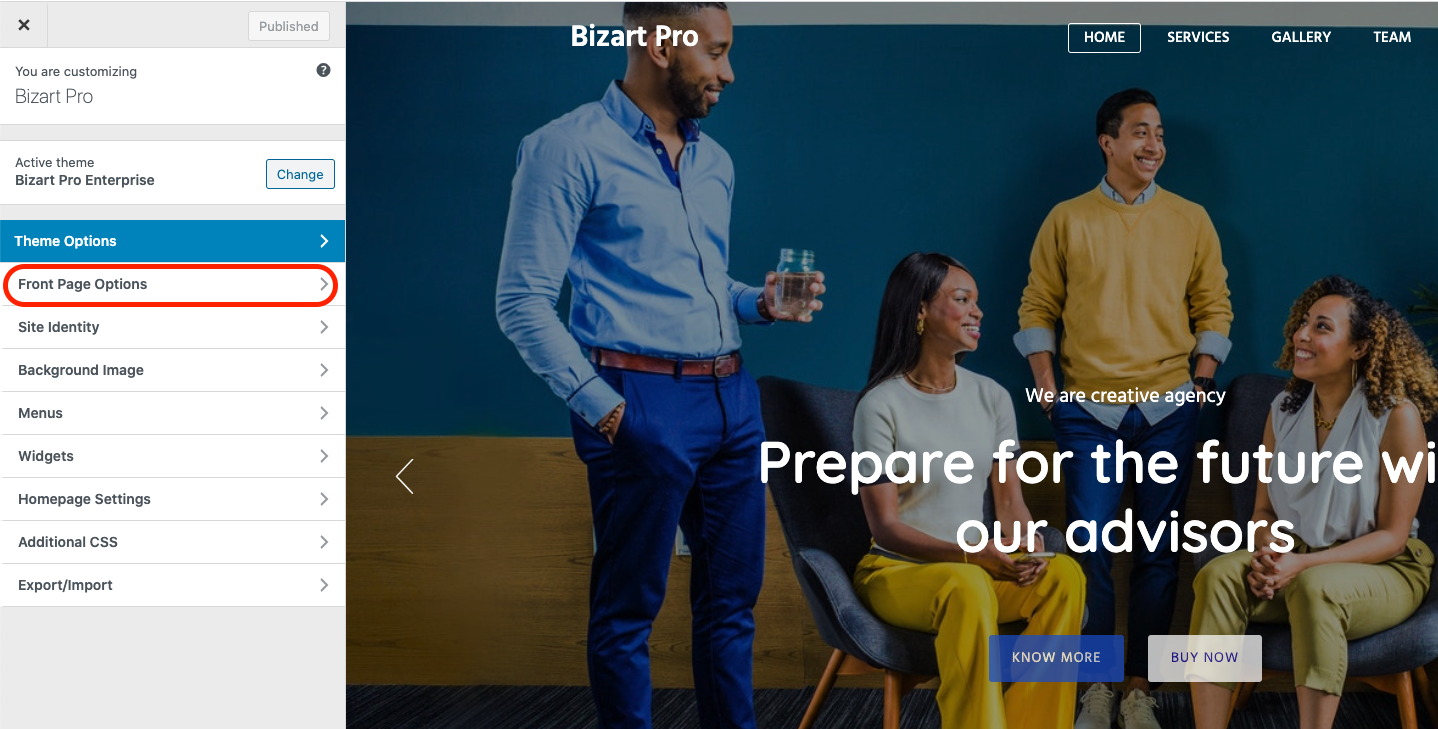 Published
You are customizing
Bizart Pro
Active theme
Bizart Pro Enterprise
Change
Theme Options
Front Page Options
Site Identity
Background Image
Menus
Widgets
Homepage Settings
Additional CSS
Export/Import
Bizart Pro
HOME SERVICES GALLERY TEAM
We are creative agency
Prepare for the future wi
our advisors
KNOW MORE BUY NOW